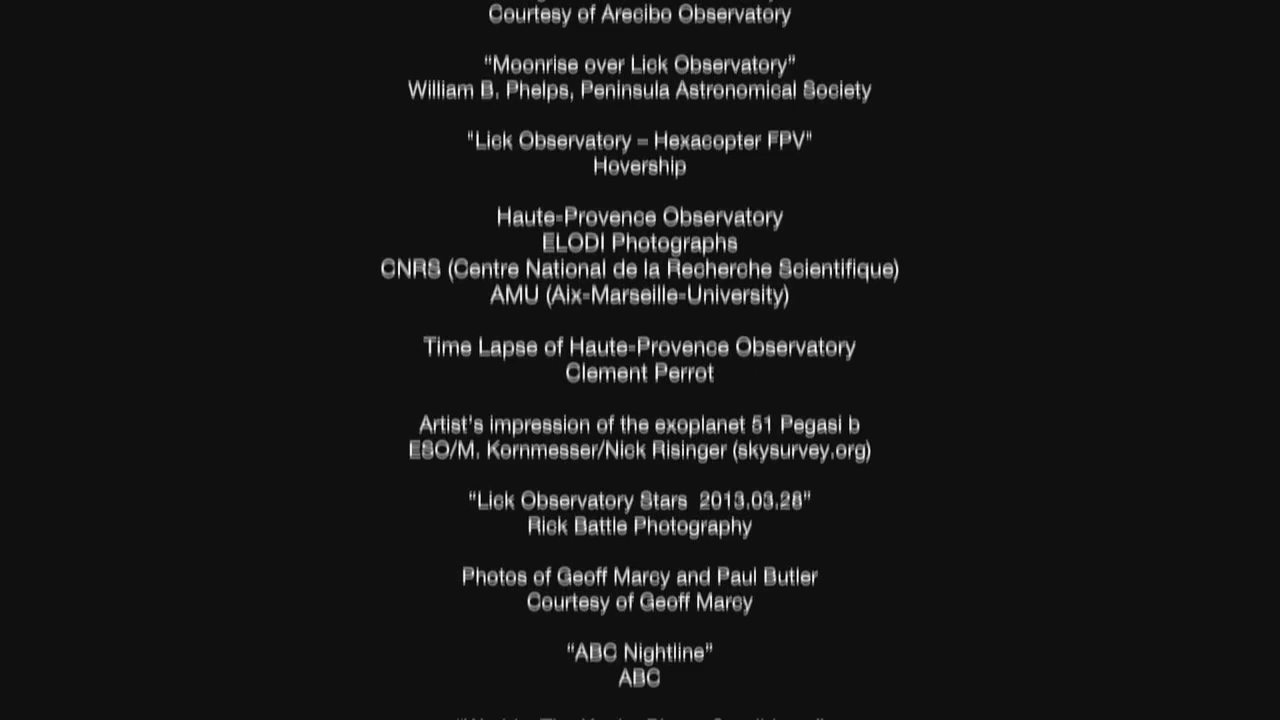 Courtesy of Arecibo Observatory
“Moonrise over Lick Observatory”
William B. Phelps, Peninsula Astronomical Society
"Lick Observatory – Hexacopter FPV"
Hovership
Haute-Provence Observatory
ELODI Photographs
CNRS (Centre National de la Recherche Scientifique)
AMU (Aix-Marseille-University)
Time Lapse of Haute-Provence Observatory
Clement Perrot
Artist's impression of the exoplanet 51 Pegasi b
ESO/M. Kornmesser/Nick Risinger (skysurvey.org)
“Lick Observatory Stars  2013.03.28”
Rick Battle Photography
Photos of Geoff Marcy and Paul Butler
Courtesy of Geoff Marcy
“ABC Nightline”
ABC